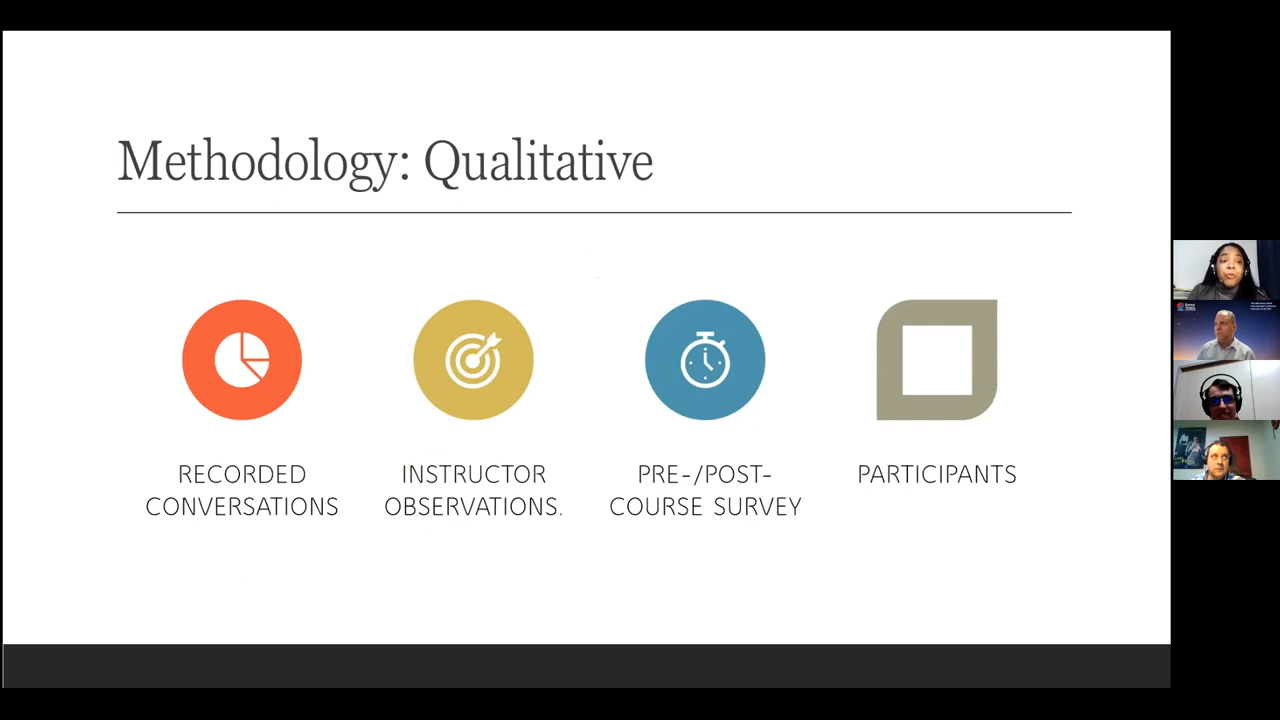 Methodology: Qualitative
RECORDED
CONVERSATIONS
INSTRUCTOR
OBSERVATIONS.
PRE-/POST-
COURSE SURVEY
PARTICIPANTS